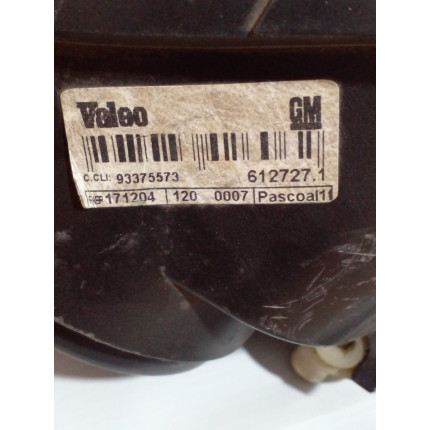 Valeo GM
C.CLI: 93375573 612727.1
171204 120 0007 Pascoal1